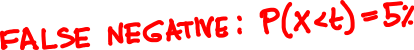 FALSE NEGATIVE: P(X<t)=5%